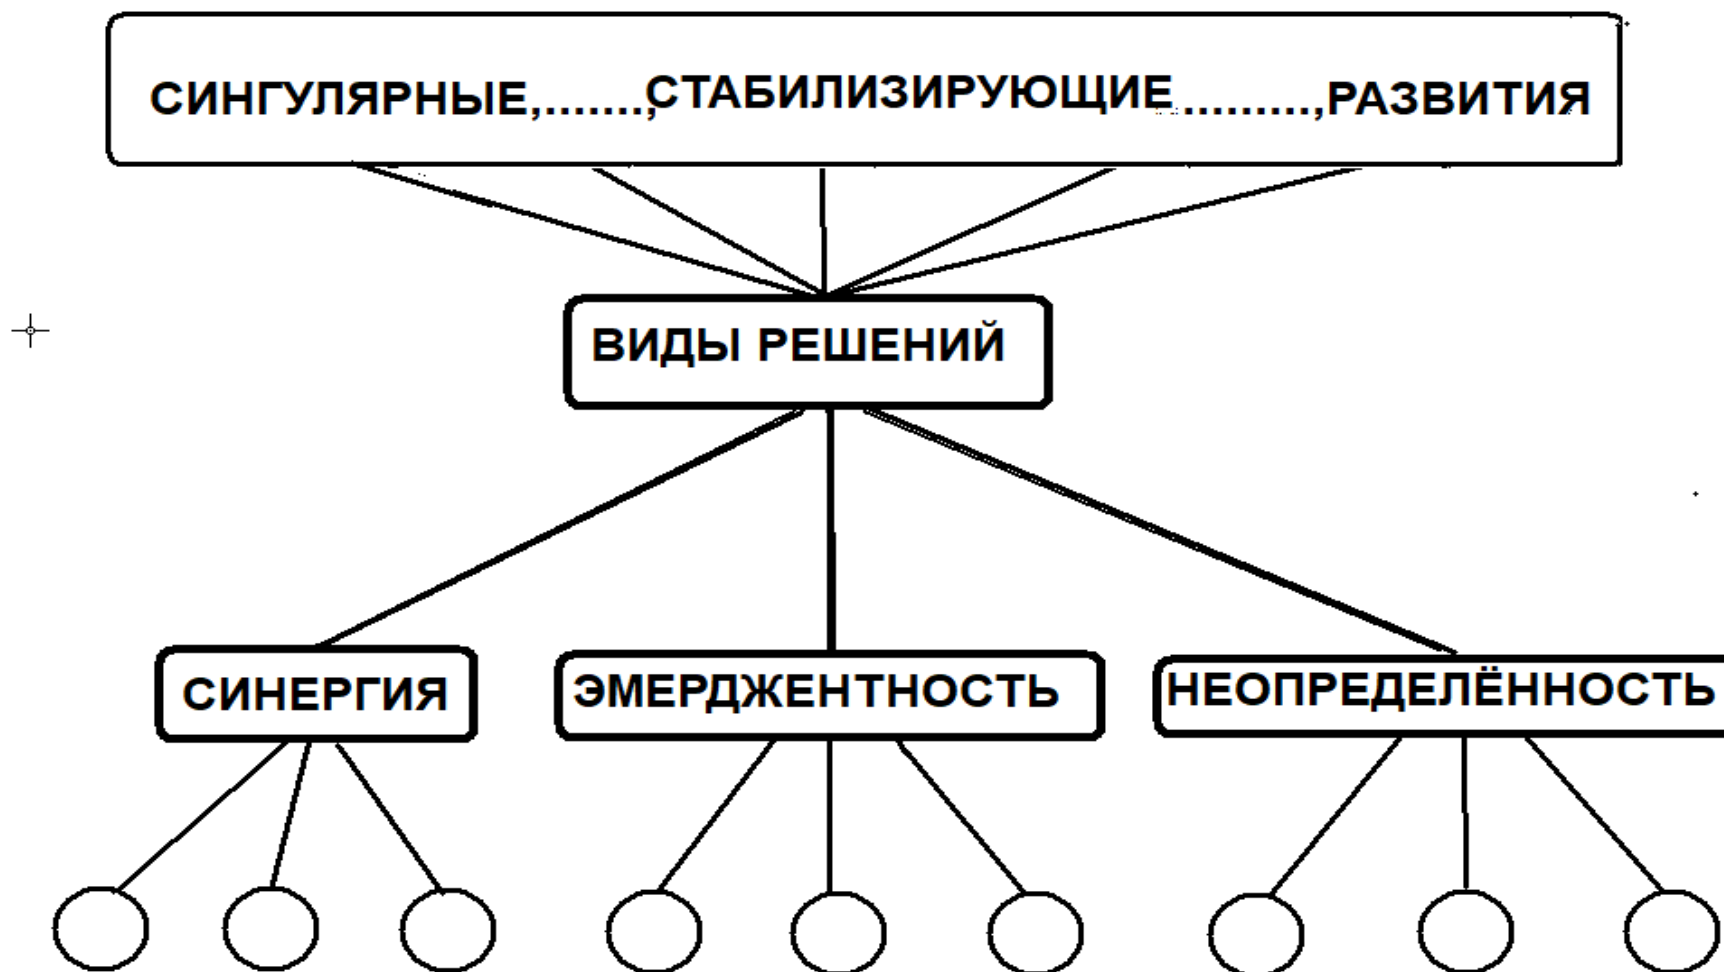 СИНГУЛЯРНЫЕ,.......,СТАБИЛИЗИРУЮЩИЕ..........,РАЗВИТИЯ
ВИДЫ РЕШЕНИЙ
СИНЕРГИЯ
ЭМЕРДЖЕНТНОСТЬ
НЕОПРЕДЕЛЁННОСТЬ